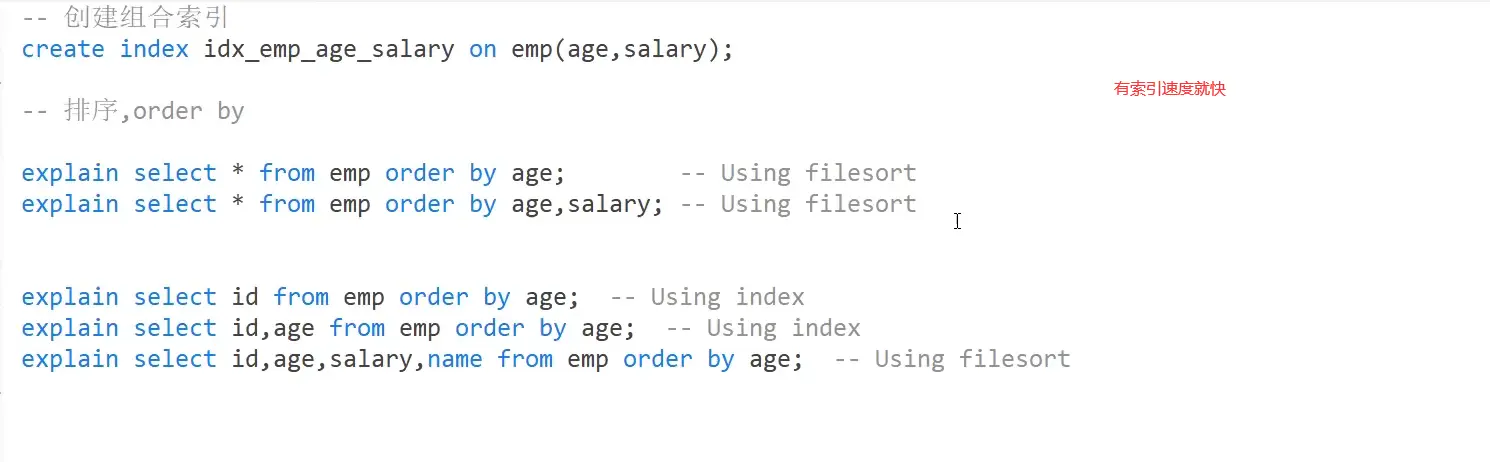 -- 创建组合索引
create index idx_emp_age_salary on emp(age,salary);
有索引速度就快
-- 排序,order by
explain select * from emp order by age;        -- Using filesort
explain select * from emp order by age,salary; -- Using filesort
explain select id from emp order by age;  -- Using index
explain select id,age from emp order by age;  -- Using index
explain select id,age,salary,name from emp order by age;  -- Using filesort